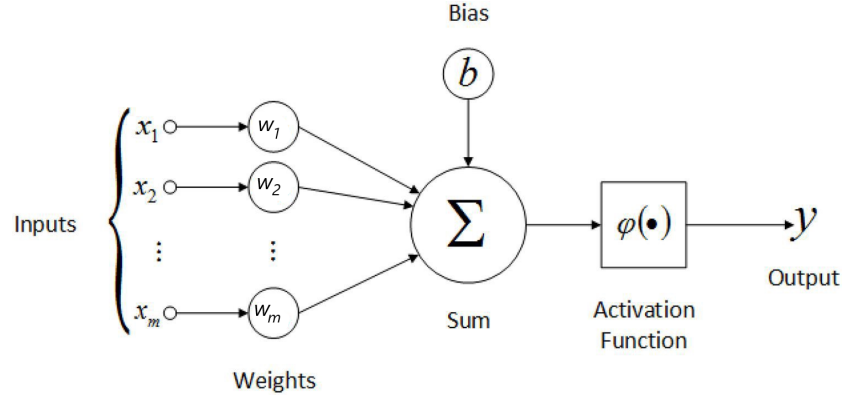 Bias
b
x1 w1
x2 w2
Inputs
⋮ ⋮
Σ
φ(•)
y
Output
xm wm
Sum
Activation
Function
Weights